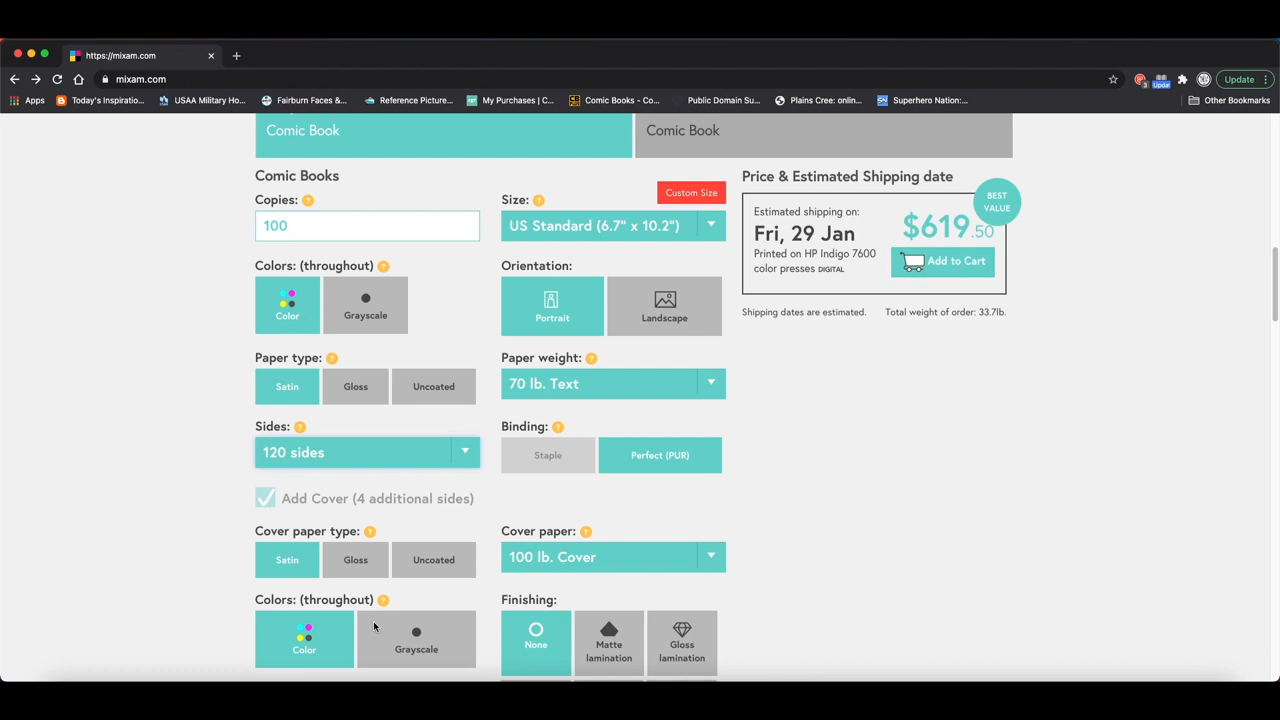 https://mixam.com
mixam.com
Update
Apps
Today's Inspiratio...
USAA Military Ho...
Fairburn Faces &...
Reference Picture...
My Purchases | C...
Comic Books - Co...
Public Domain Su...
Plains Cree: onlin...
Superhero Nation:...
Other Bookmarks
Comic Book
Comic Book
Comic Books
Copies: ?
100
Custom Size
Size: ?
US Standard (6.7" x 10.2")
Colors: (throughout) ?
Color
Grayscale
Orientation:
Portrait
Landscape
Paper type: ?
Satin
Gloss
Uncoated
Paper weight: ?
70 lb. Text
Sides: ?
120 sides
Binding: ?
Staple
Perfect (PUR)
Add Cover (4 additional sides)
Cover paper type: ?
Satin
Gloss
Uncoated
Cover paper: ?
100 lb. Cover
Colors: (throughout) ?
Color
Grayscale
Finishing:
None
Matte
lamination
Gloss
lamination
Price & Estimated Shipping date
BEST
VALUE
Estimated shipping on:
Fri, 29 Jan
Printed on HP Indigo 7600
color presses DIGITAL
$619.50
Add to Cart
Shipping dates are estimated.
Total weight of order: 33.7lb.